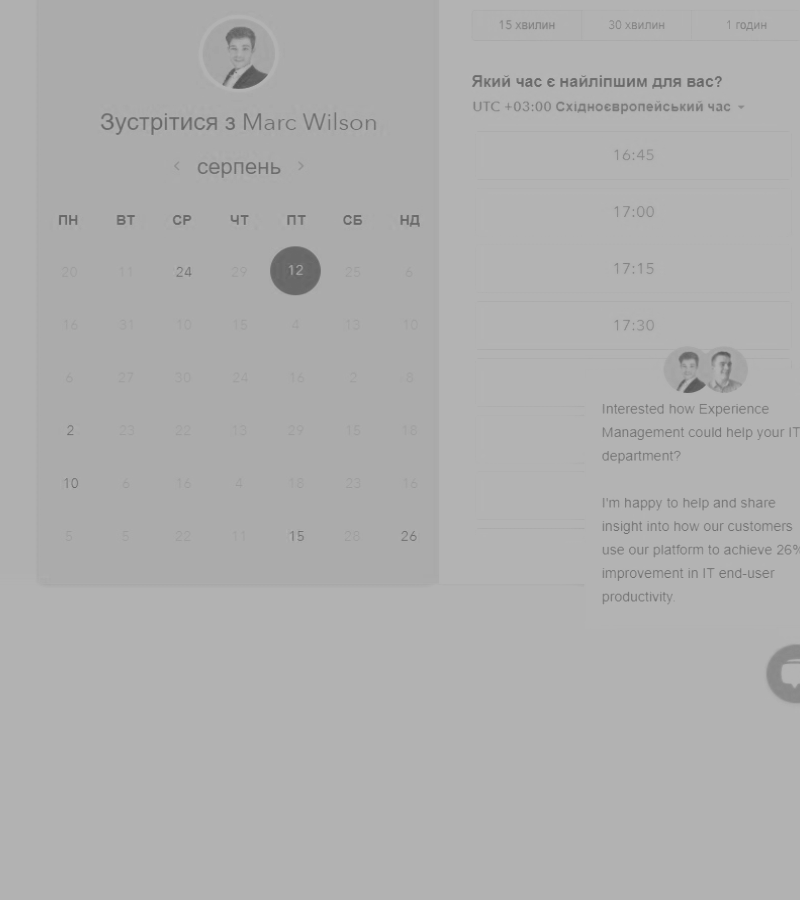 15 хвилин 30 хвилин 1 годин
Зустрітися з Marc Wilson
серпень
ПН ВТ СР ЧТ ПТ СБ НД
20 11 24 29 12 25 6
16 31 10 15 4 13 10
6 27 30 24 16 2 8
2 23 22 13 29 15
10 6 16 4 18 23 16
5 5 22 11 15 28 26
Який час є найліпшим для вас?
UTC +03:00 Східноєвропейський час
16:45
17:00
17:15
17:30
Interested how Experience
Management could help your IT
department?
I'm happy to help and share
insight into how our customers
use our platform to achieve 26%
improvement in IT end-user
productivity.